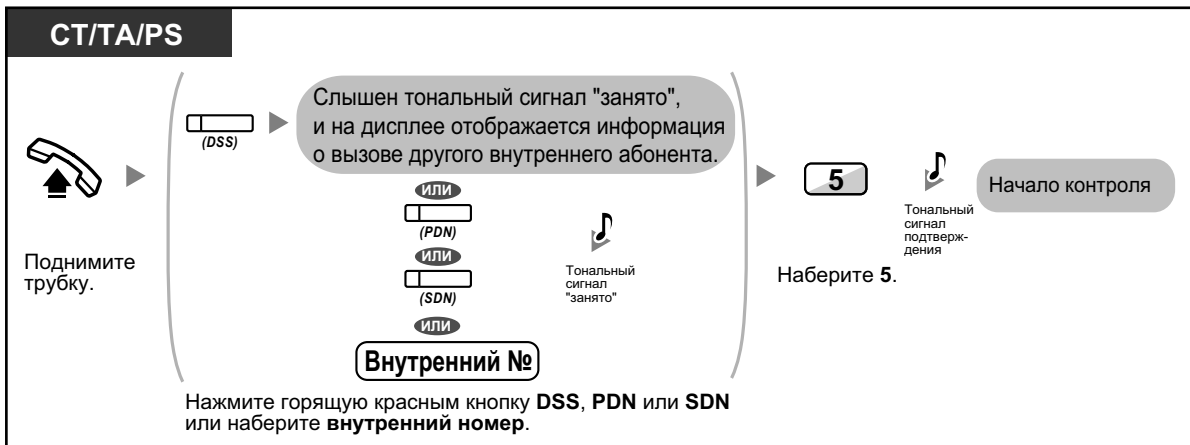 CT/TA/PS
Поднимите
трубку.
(DSS)
Слышен тональный сигнал "занято",
и на дисплее отображается информация
о вызове другого внутреннего абонента.
ИЛИ
(PDN)
ИЛИ
(SDN)
ИЛИ
Внутренний №
Тональный
сигнал
"занято"
Нажмите горящую красным кнопку DSS, PDN или SDN
или наберите внутренний номер.
5
Наберите 5.
Тональный
сигнал
подтверж-
дения
Начало контроля